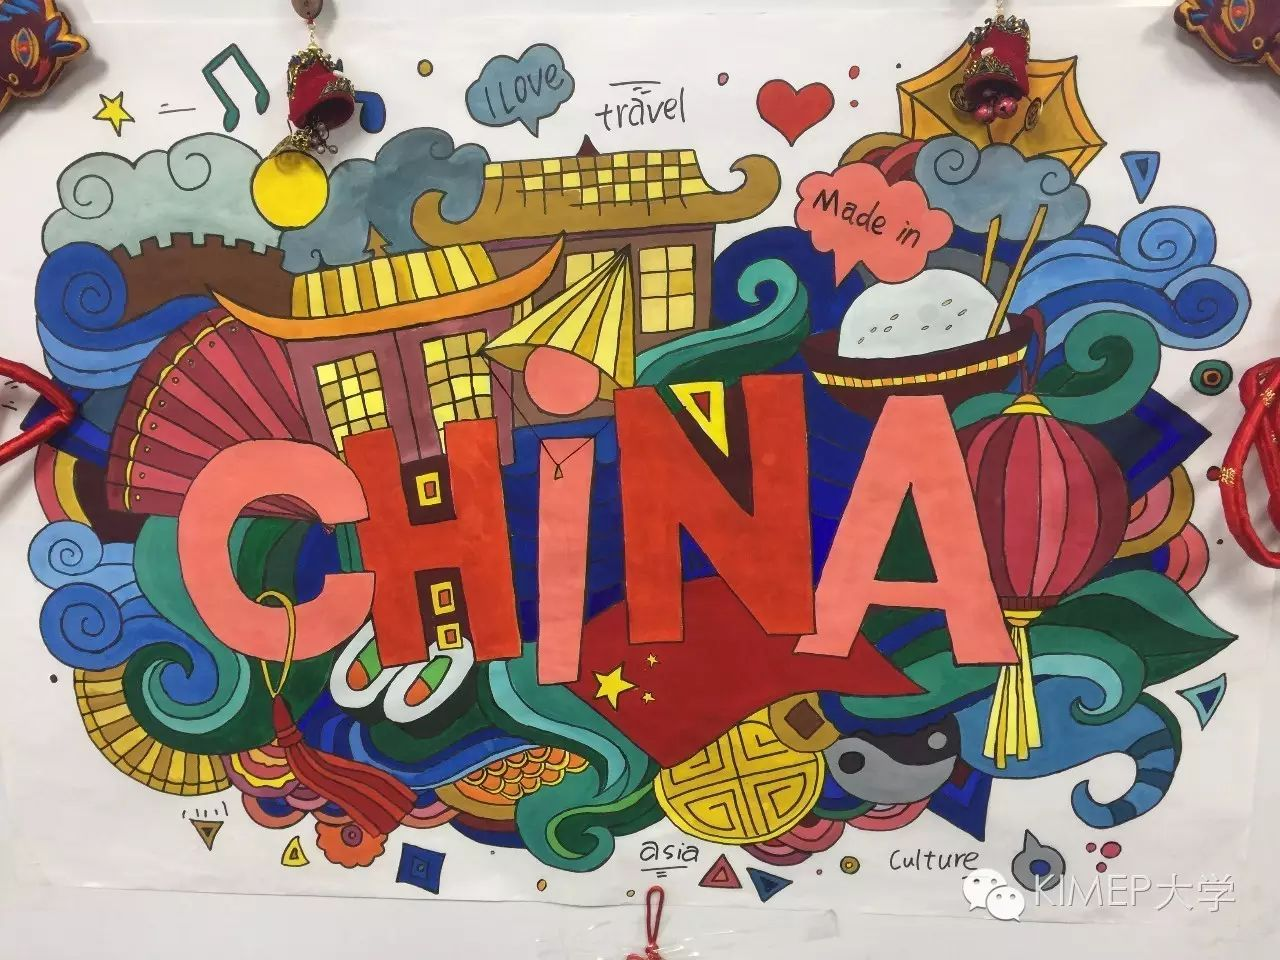 I Love
travel
Made in
CHiNA
asia
culture
KIMEP大学